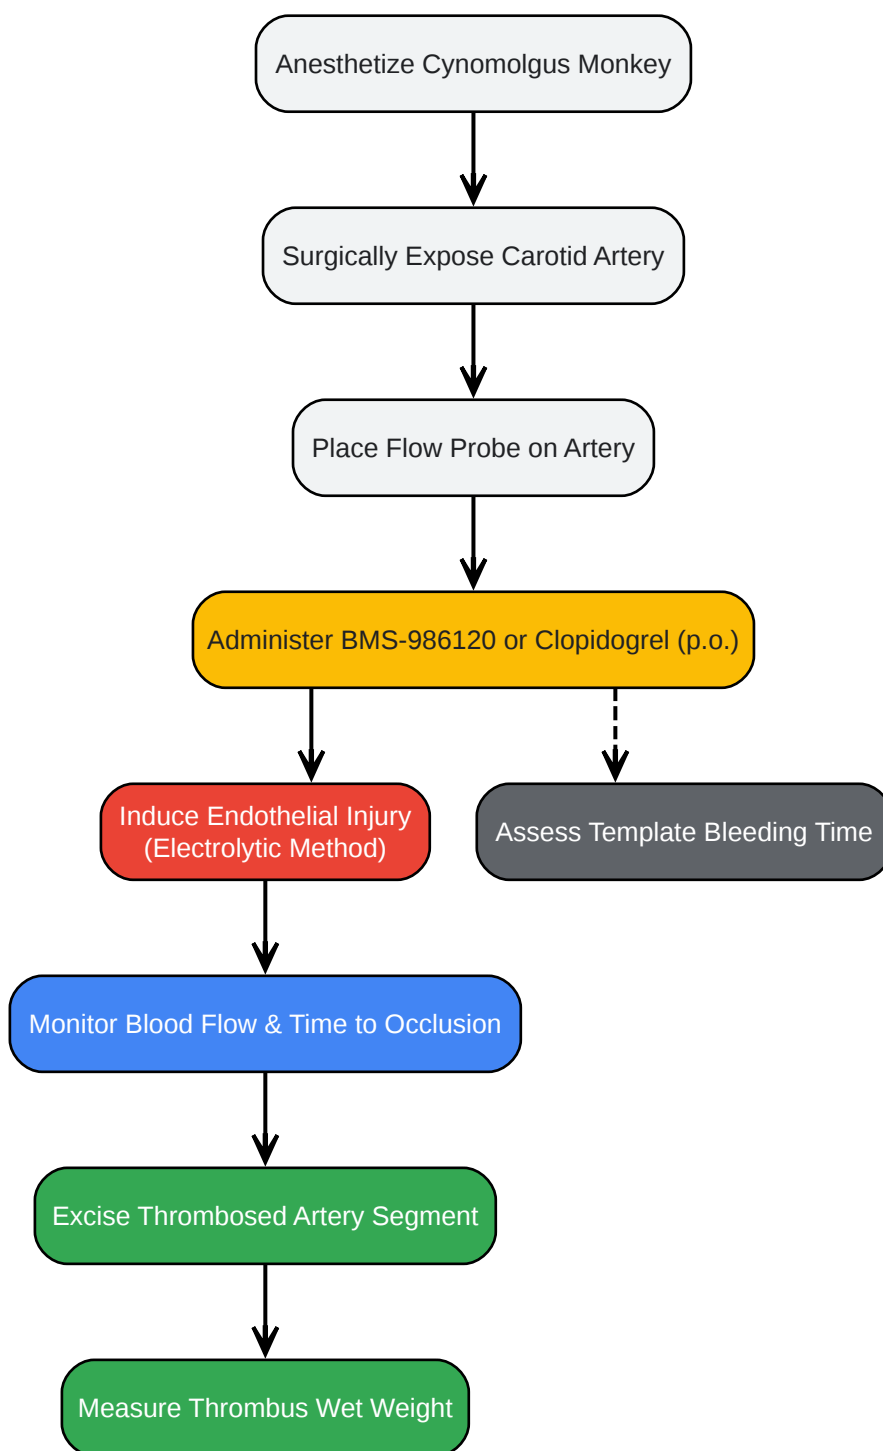 Anesthetize Cynomolgus Monkey
Surgically Expose Carotid Artery
Place Flow Probe on Artery
Administer BMS-986120 or Clopidogrel (p.o.)
Induce Endothelial Injury
(Electrolytic Method)
Assess Template Bleeding Time
Monitor Blood Flow & Time to Occlusion
Excise Thrombosed Artery Segment
Measure Thrombus Wet Weight